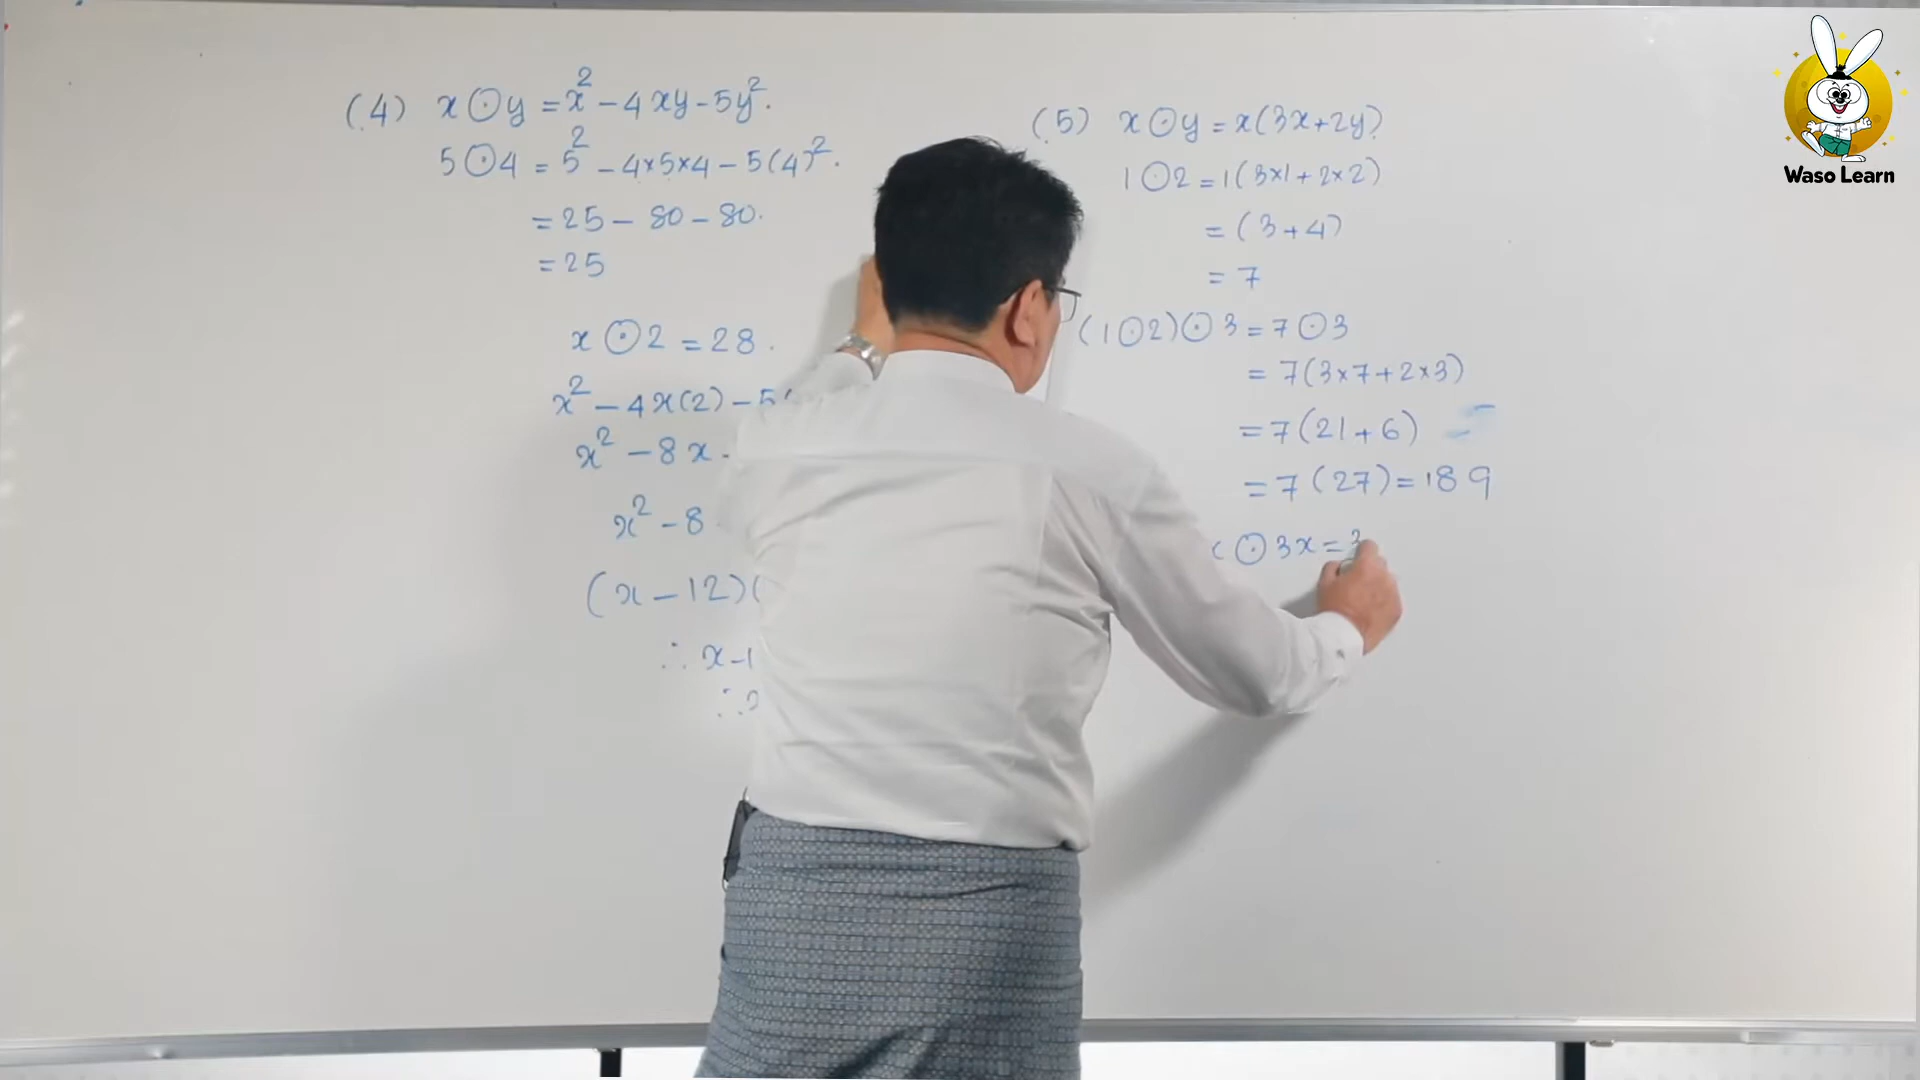 (4) x⊙y = x² - 4xy - 5y².
5⊙4 = 5² - 4×5×4 - 5(4)².
= 25 - 80 - 80.
= 25
x⊙2 = 28.
x² - 4x(2) - 5(
x² - 8x -
x² - 8
(x - 12)(
∴ x - 1
∴
(5) x⊙y = x(3x+2y)
1⊙2 = 1(3×1+2×2)
= (3+4)
= 7
(1⊙2)⊙3 = 7⊙3
= 7(3×7+2×3)
= 7(21+6)
= 7(27) = 189
⊙3x = 3
Waso Learn